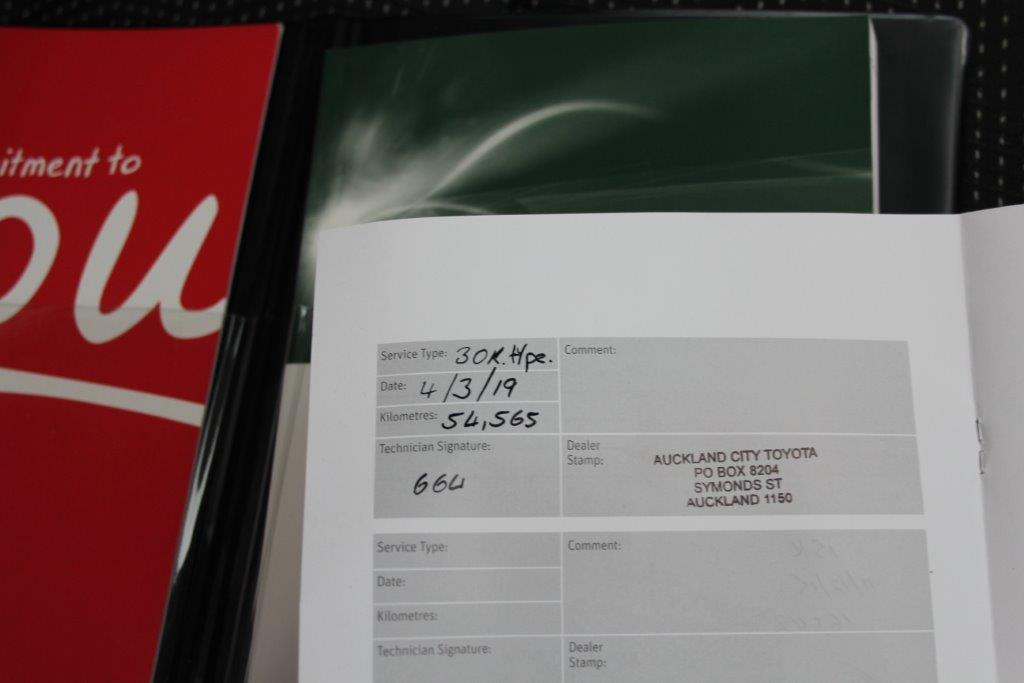 itment to
ou
Service Type: 30K. Hpe.
Date: 4/3/19
Kilometres: 54,565
Comment:
Technician Signature:
664
Dealer
Stamp:
AUCKLAND CITY TOYOTA
PO BOX 8204
SYMONDS ST
AUCKLAND 1150
Service Type:
Date:
Kilometres:
Comment:
Technician Signature:
Dealer
Stamp: